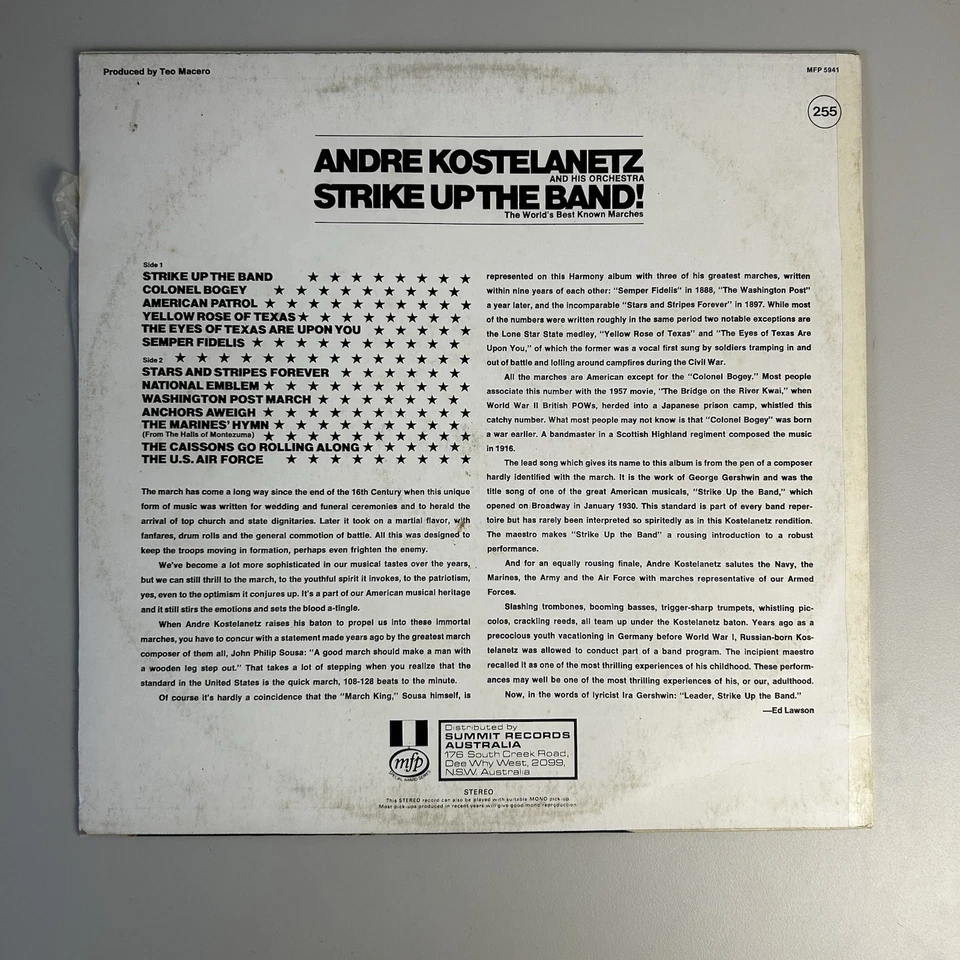 Produced by Teo Macero
MFP 5941
255
ANDRE KOSTELANETZ
AND HIS ORCHESTRA
STRIKE UP THE BAND!
The World's Best Known Marches
Side 1
STRIKE UP THE BAND
COLONEL BOGEY
AMERICAN PATROL
YELLOW ROSE OF TEXAS
THE EYES OF TEXAS ARE UPON YOU
SEMPER FIDELIS
Side 2
STARS AND STRIPES FOREVER
NATIONAL EMBLEM
WASHINGTON POST MARCH
ANCHORS AWEIGH
THE MARINES' HYMN
(From The Halls of Montezuma)
THE CAISSONS GO ROLLING ALONG
THE U.S. AIR FORCE
The march has come a long way since the end of the 16th Century when this unique
form of music was written for wedding and funeral ceremonies and to herald the
arrival of top church and state dignitaries. Later it took on a martial flavor, with
fanfares, drum rolls and the general commotion of battle. All this was designed to
keep the troops moving in formation, perhaps even frighten the enemy.
We've become a lot more sophisticated in our musical tastes over the years,
but we can still thrill to the march, to the youthful spirit it invokes, to the patriotism,
yes, even to the optimism it conjures up. It's a part of our American musical heritage
and it still stirs the emotions and sets the blood a-tingle.
When Andre Kostelanetz raises his baton to propel us into these immortal
marches, you have to concur with a statement made years ago by the greatest march
composer of them all, John Philip Sousa: "A good march should make a man with
a wooden leg step out." That takes a lot of stepping when you realize that the
standard in the United States is the quick march, 108-128 beats to the minute.
Of course it's hardly a coincidence that the "March King," Sousa himself, is
represented on this Harmony album with three of his greatest marches, written
within nine years of each other: "Semper Fidelis" in 1888, "The Washington Post"
a year later, and the incomparable "Stars and Stripes Forever" in 1897. While most
of the numbers were written roughly in the same period two notable exceptions are
the Lone Star State medley, "Yellow Rose of Texas" and "The Eyes of Texas Are
Upon You," of which the former was a vocal first sung by soldiers tramping in and
out of battle and lolling around campfires during the Civil War.
All the marches are American except for the "Colonel Bogey." Most people
associate this number with the 1957 movie, "The Bridge on the River Kwai," when
World War II British POWs, herded into a Japanese prison camp, whistled this
catchy number. What most people may not know is that "Colonel Bogey" was born
a war earlier. A bandmaster in a Scottish Highland regiment composed the music
in 1916.
The lead song which gives its name to this album is from the pen of a composer
hardly identified with the march. It is the work of George Gershwin and was the
title song of one of the great American musicals, "Strike Up the Band," which
opened on Broadway in January 1930. This standard is part of every band reper-
toire but has rarely been interpreted so spiritedly as in this Kostelanetz rendition.
The maestro makes "Strike Up the Band" a rousing introduction to a robust
performance.
And for an equally rousing finale, Andre Kostelanetz salutes the Navy, the
Marines, the Army and the Air Force with marches representative of our Armed
Forces.
Slashing trombones, booming basses, trigger-sharp trumpets, whistling pic-
colos, crackling reeds, all team up under the Kostelanetz baton. Years ago as a
precocious youth vacationing in Germany before World War I, Russian-born Kos-
telanetz was allowed to conduct part of a band program. The incipient maestro
recalled it as one of the most thrilling experiences of his childhood. These perform-
ances may well be one of the most thrilling experiences of his, or our, adulthood.
Now, in the words of lyricist Ira Gershwin: "Leader, Strike Up the Band."
—Ed Lawson
mfp
SPECIAL AWARD SERIES
Distributed by
SUMMIT RECORDS
AUSTRALIA
176 South Creek Road,
Dee Why West, 2099,
N.S.W. Australia
STEREO
This STEREO record can also be played with suitable MONO pick-up.
Most pick-ups produced in recent years will give good mono reproduction